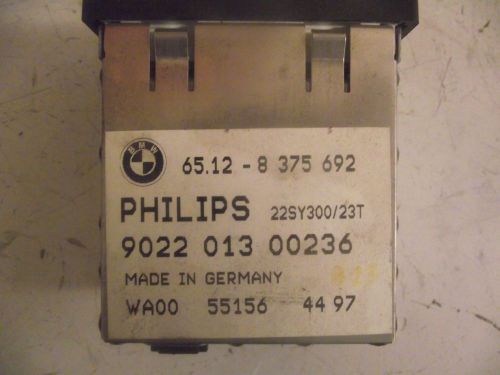 BMW
65.12 - 8 375 692
PHILIPS 22SY300/23T
9022 013 00236
MADE IN GERMANY
WA00 55156 44 97